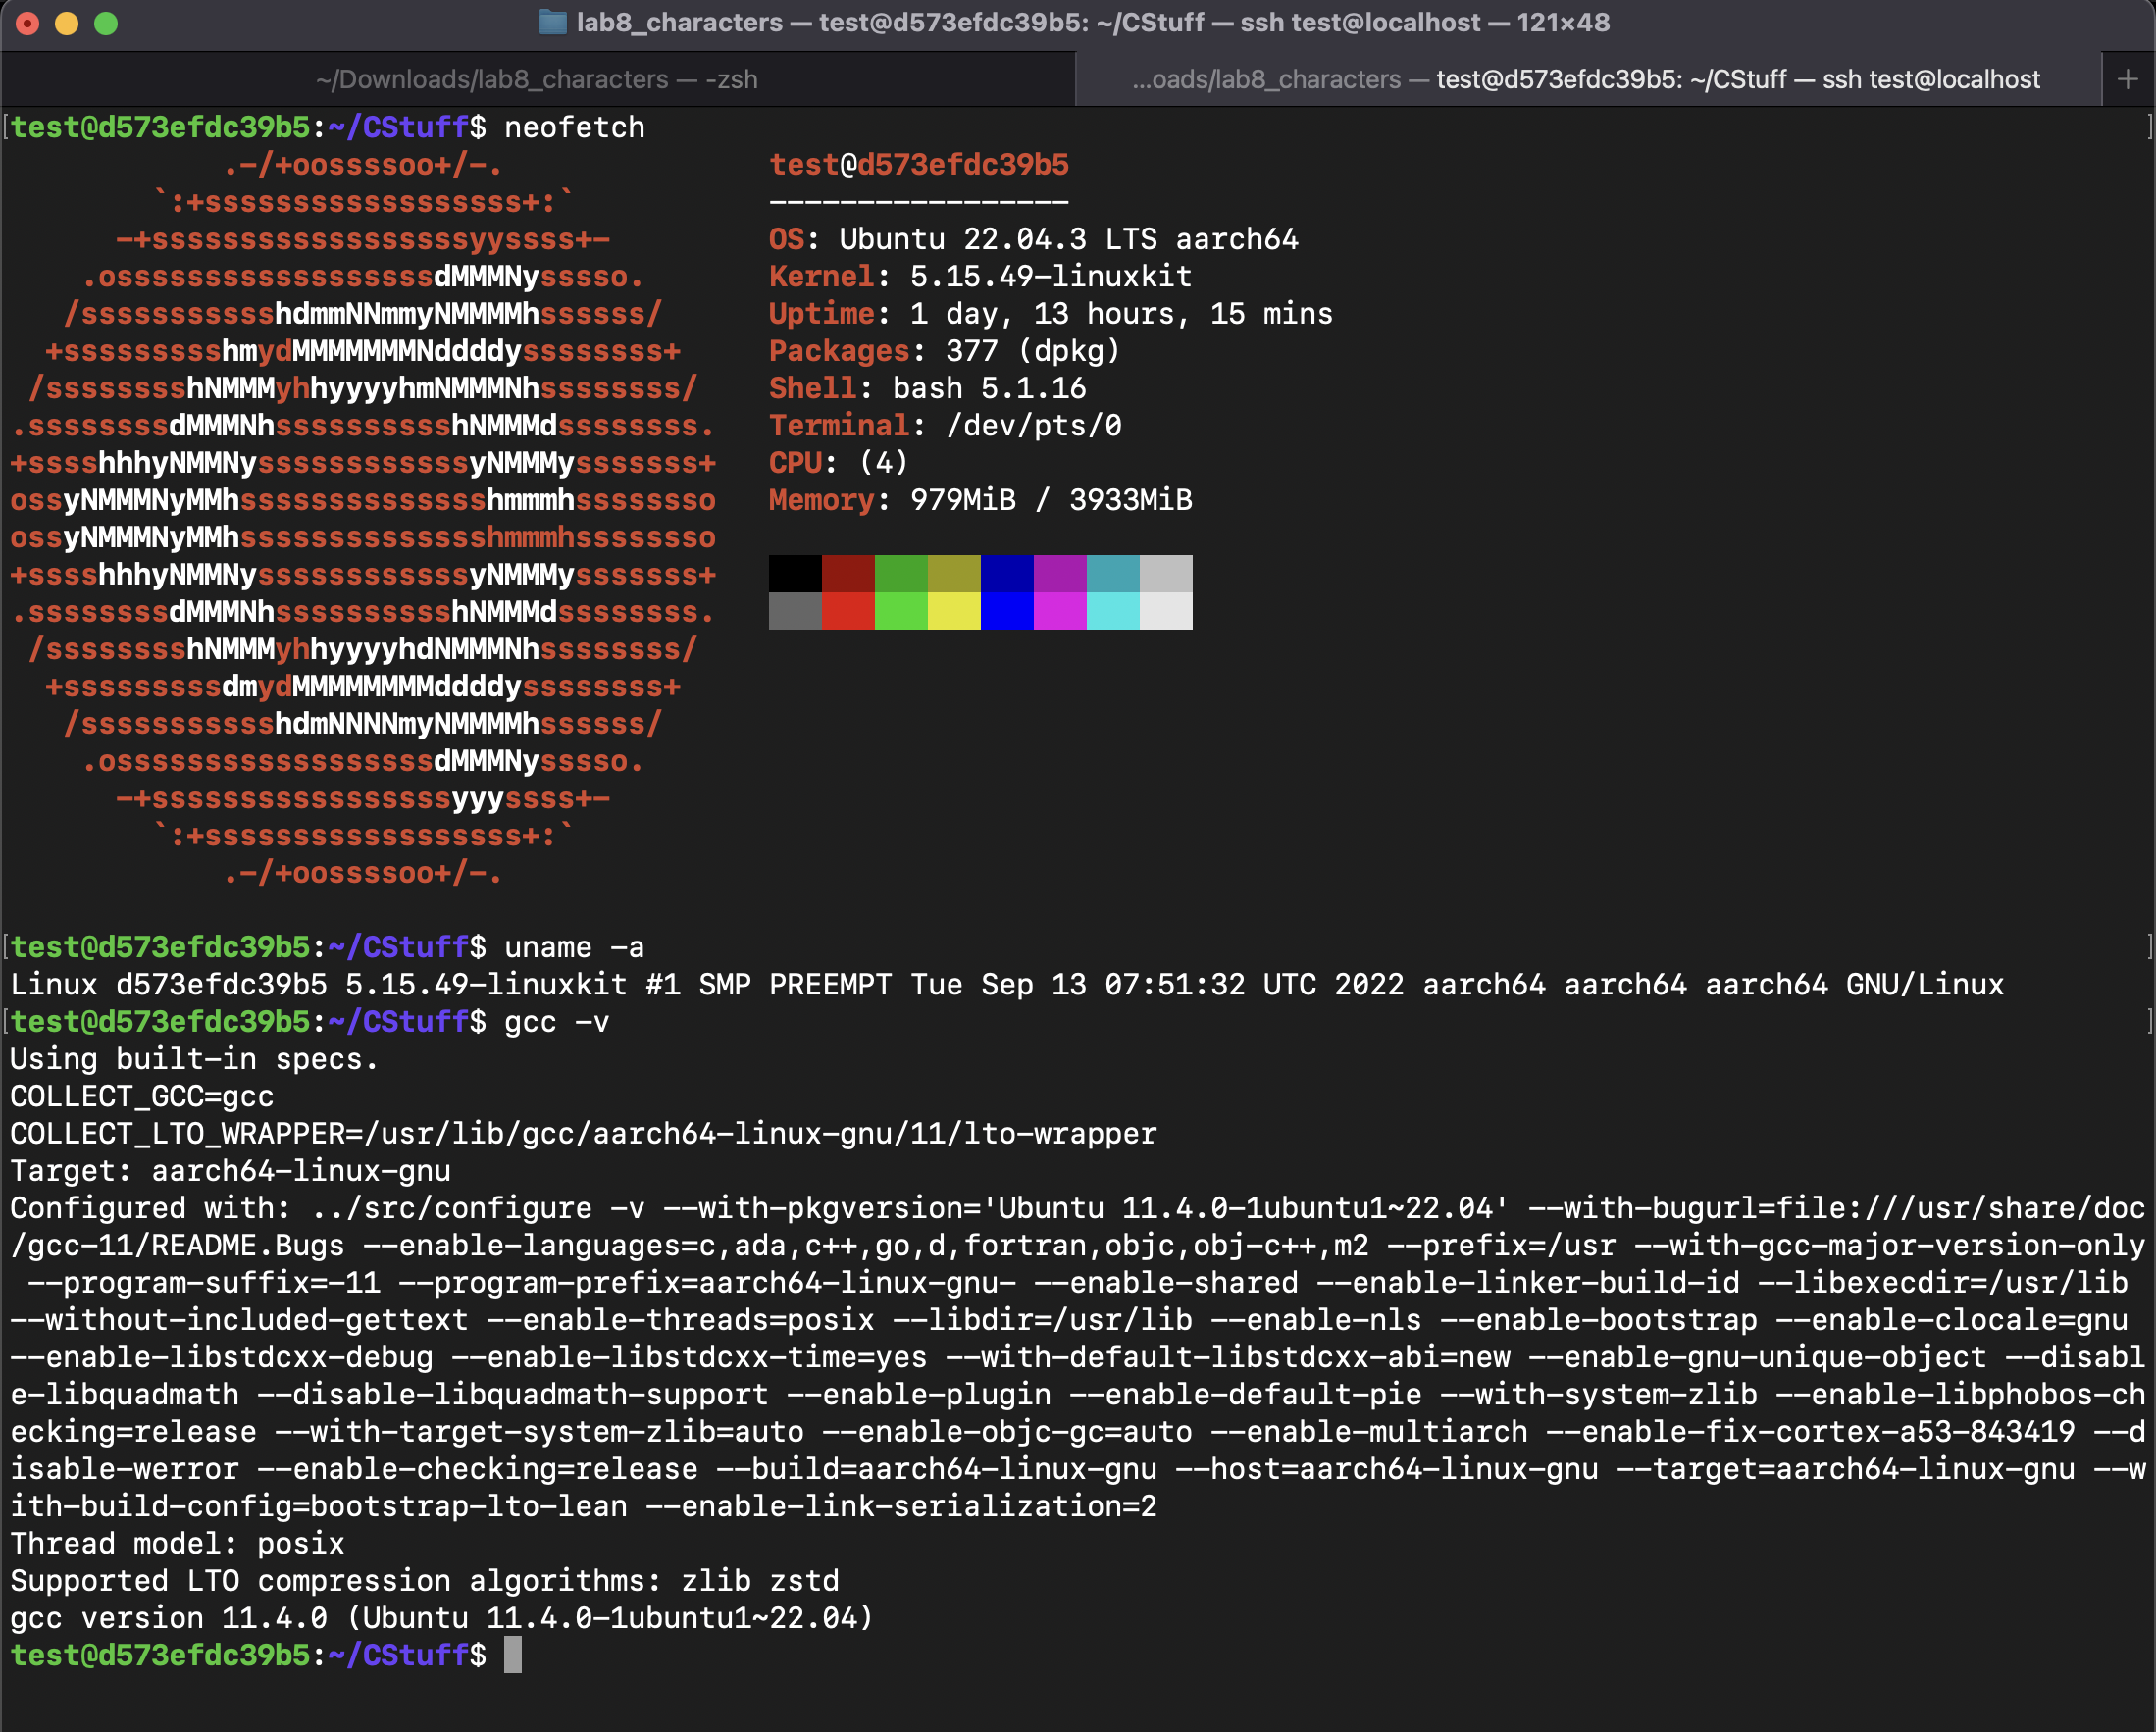 lab8_characters — test@d573efdc39b5: ~/CStuff — ssh test@localhost — 121×48
~/Downloads/lab8_characters — -zsh
...oads/lab8_characters — test@d573efdc39b5: ~/CStuff — ssh test@localhost
+
[test@d573efdc39b5:~/CStuff$ neofetch ]
            .-/+oossssoo+/-.               test@d573efdc39b5
        `:+ssssssssssssssssss+:`           -----------------
      -+ssssssssssssssssssyyssss+-         OS: Ubuntu 22.04.3 LTS aarch64
    .ossssssssssssssssssdMMMNysssso.       Kernel: 5.15.49-linuxkit
   /ssssssssssshdmmNNmmyNMMMMhssssss/      Uptime: 1 day, 13 hours, 15 mins
  +ssssssssshmydMMMMMMMNddddyssssssss+     Packages: 377 (dpkg)
 /sssssssshNMMMyhhyyyyhmNMMMNhssssssss/    Shell: bash 5.1.16
.ssssssssdMMMNhsssssssssshNMMMdssssssss.   Terminal: /dev/pts/0
+sssshhhyNMMNyssssssssssssyNMMMysssssss+   CPU: (4)
ossyNMMMNyMMhsssssssssssssshmmmhssssssso   Memory: 979MiB / 3933MiB
ossyNMMMNyMMhsssssssssssssshmmmhssssssso
+sssshhhyNMMNyssssssssssssyNMMMysssssss+
.ssssssssdMMMNhsssssssssshNMMMdssssssss.
 /sssssssshNMMMyhhyyyyhdNMMMNhssssssss/
  +sssssssssdmydMMMMMMMMddddyssssssss+
   /ssssssssssshdmNNNNmyNMMMMhssssss/
    .ossssssssssssssssssdMMMNysssso.
      -+sssssssssssssssssyyyssss+-
        `:+ssssssssssssssssss+:`
            .-/+oossssoo+/-.
[test@d573efdc39b5:~/CStuff$ uname -a ]
Linux d573efdc39b5 5.15.49-linuxkit #1 SMP PREEMPT Tue Sep 13 07:51:32 UTC 2022 aarch64 aarch64 aarch64 GNU/Linux
[test@d573efdc39b5:~/CStuff$ gcc -v ]
Using built-in specs.
COLLECT_GCC=gcc
COLLECT_LTO_WRAPPER=/usr/lib/gcc/aarch64-linux-gnu/11/lto-wrapper
Target: aarch64-linux-gnu
Configured with: ../src/configure -v --with-pkgversion='Ubuntu 11.4.0-1ubuntu1~22.04' --with-bugurl=file:///usr/share/doc
/gcc-11/README.Bugs --enable-languages=c,ada,c++,go,d,fortran,objc,obj-c++,m2 --prefix=/usr --with-gcc-major-version-only
 --program-suffix=-11 --program-prefix=aarch64-linux-gnu- --enable-shared --enable-linker-build-id --libexecdir=/usr/lib
--without-included-gettext --enable-threads=posix --libdir=/usr/lib --enable-nls --enable-bootstrap --enable-clocale=gnu
--enable-libstdcxx-debug --enable-libstdcxx-time=yes --with-default-libstdcxx-abi=new --enable-gnu-unique-object --disabl
e-libquadmath --disable-libquadmath-support --enable-plugin --enable-default-pie --with-system-zlib --enable-libphobos-ch
ecking=release --with-target-system-zlib=auto --enable-objc-gc=auto --enable-multiarch --enable-fix-cortex-a53-843419 --d
isable-werror --enable-checking=release --build=aarch64-linux-gnu --host=aarch64-linux-gnu --target=aarch64-linux-gnu --w
ith-build-config=bootstrap-lto-lean --enable-link-serialization=2
Thread model: posix
Supported LTO compression algorithms: zlib zstd
gcc version 11.4.0 (Ubuntu 11.4.0-1ubuntu1~22.04)
test@d573efdc39b5:~/CStuff$